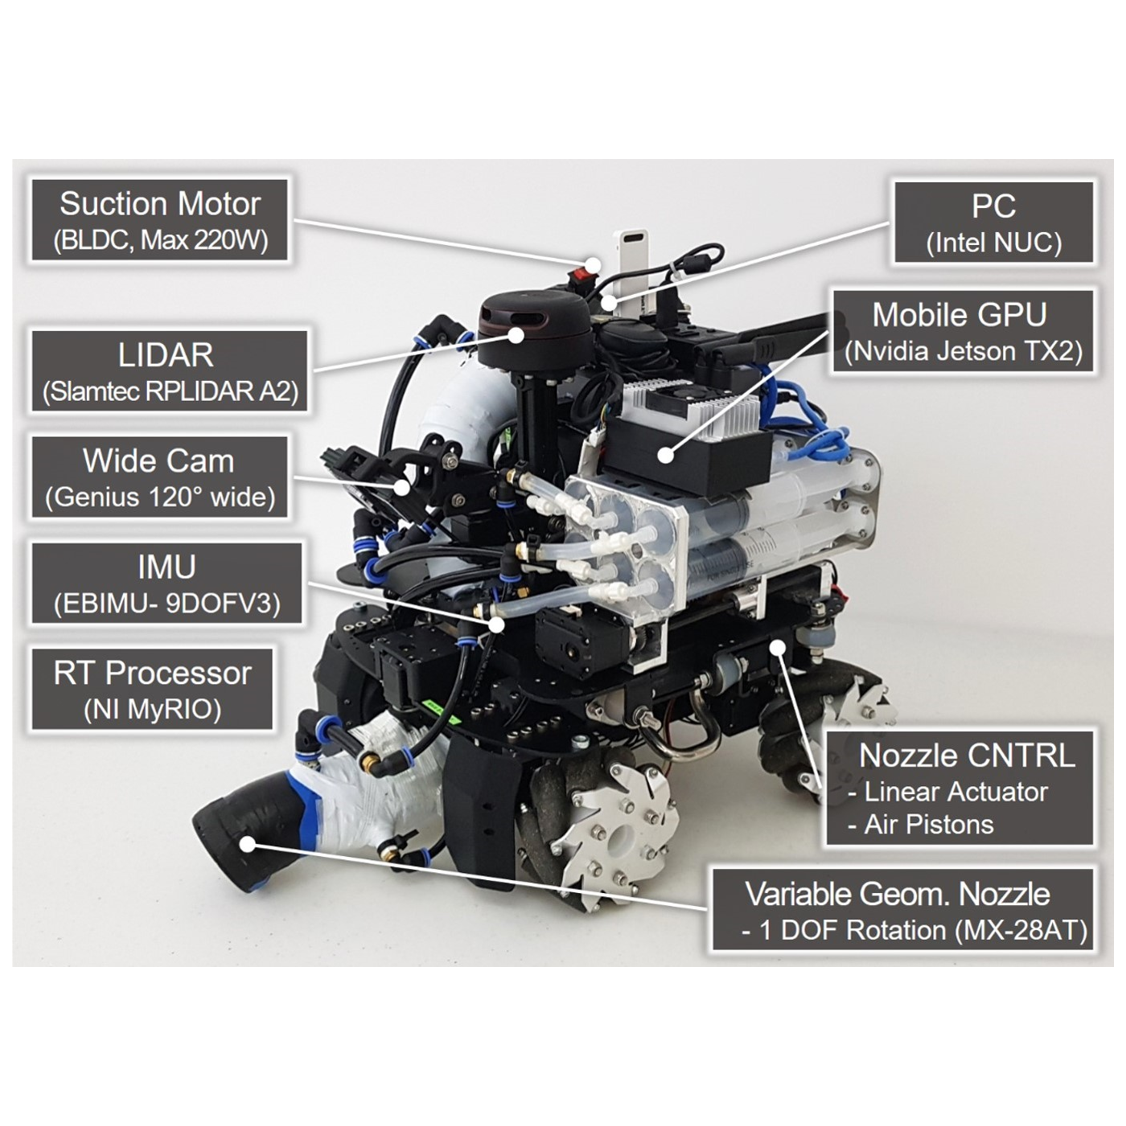 Suction Motor
(BLDC, Max 220W)
LIDAR
(Slamtec RPLIDAR A2)
Wide Cam
(Genius 120° wide)
IMU
(EBIMU- 9DOFV3)
RT Processor
(NI MyRIO)
PC
(Intel NUC)
Mobile GPU
(Nvidia Jetson TX2)
Nozzle CNTRL
- Linear Actuator
- Air Pistons
Variable Geom. Nozzle
- 1 DOF Rotation (MX-28AT)